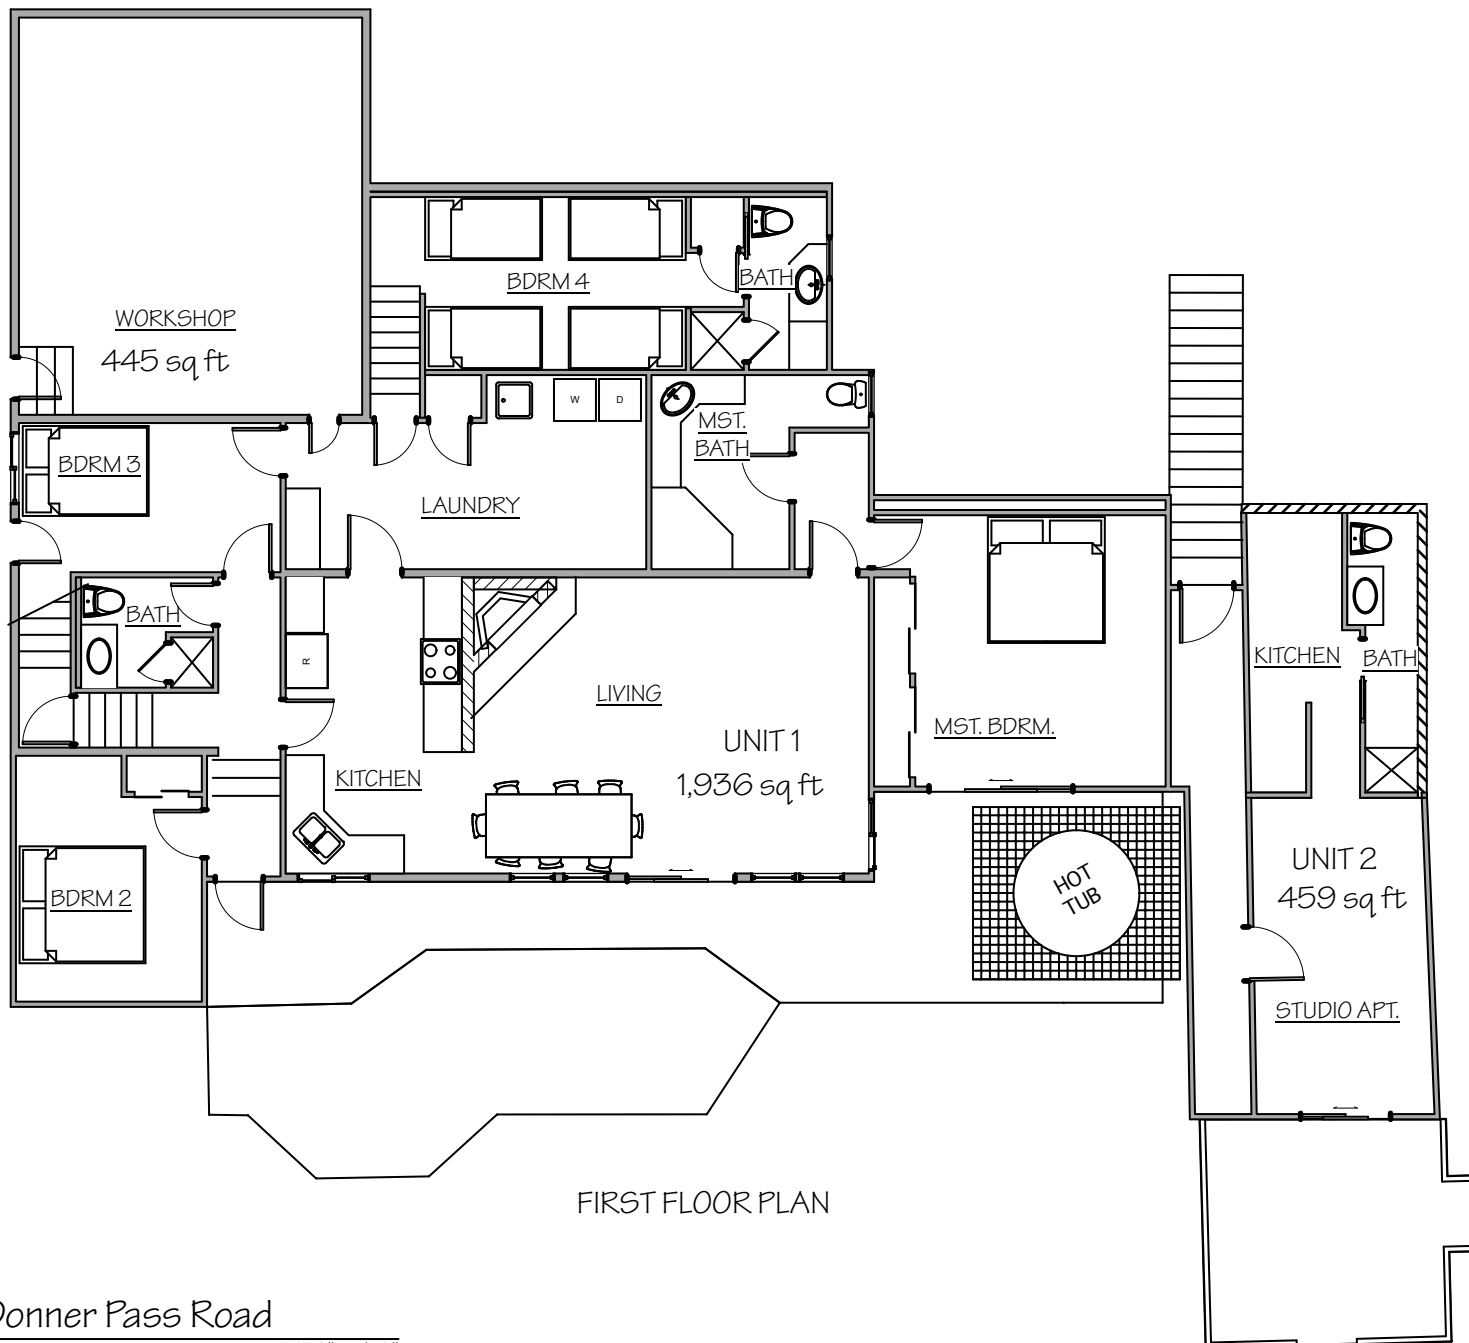 WORKSHOP
445 sq ft
BDRM 4
BATH
W
D
MST.
BATH
BDRM 3
LAUNDRY
BATH
R
LIVING
KITCHEN
BATH
MST. BDRM.
UNIT 1
1,936 sq ft
KITCHEN
UNIT 2
459 sq ft
HOT
TUB
BDRM 2
STUDIO APT.
FIRST FLOOR PLAN
Donner Pass Road